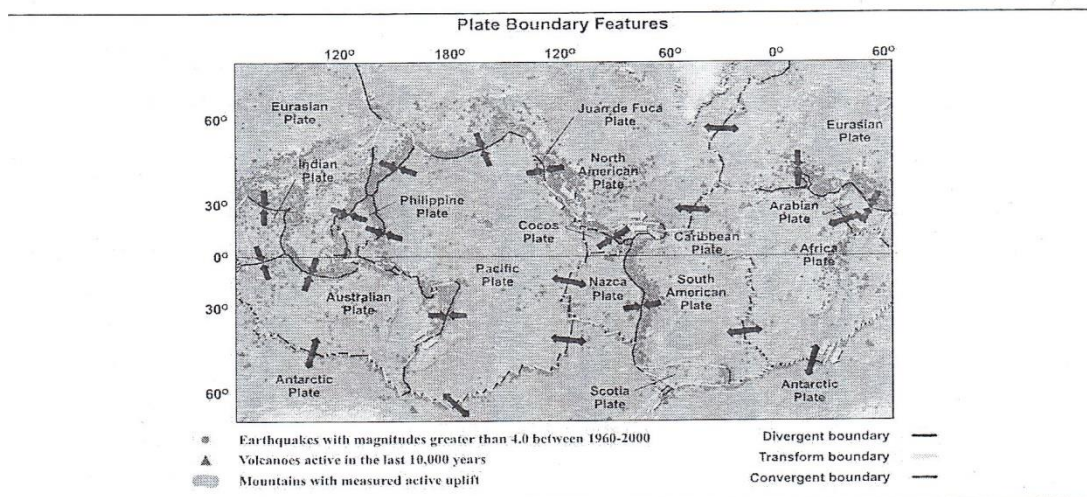 Plate Boundary Features
120° 180° 120° 60° 0° 60°
60°
30°
0°
30°
60°
Eurasian
Plate
Indian
Plate
Philippine
Plate
Australian
Plate
Antarctic
Plate
Pacific
Plate
Juan de Fuca
Plate
North
American
Plate
Cocos
Plate
Caribbean
Plate
Nazca
Plate
South
American
Plate
Scotia
Plate
Eurasian
Plate
Arabian
Plate
Africa
Plate
Antarctic
Plate
Earthquakes with magnitudes greater than 4.0 between 1960-2000
Volcanoes active in the last 10,000 years
Mountains with measured active uplift
Divergent boundary
Transform boundary
Convergent boundary